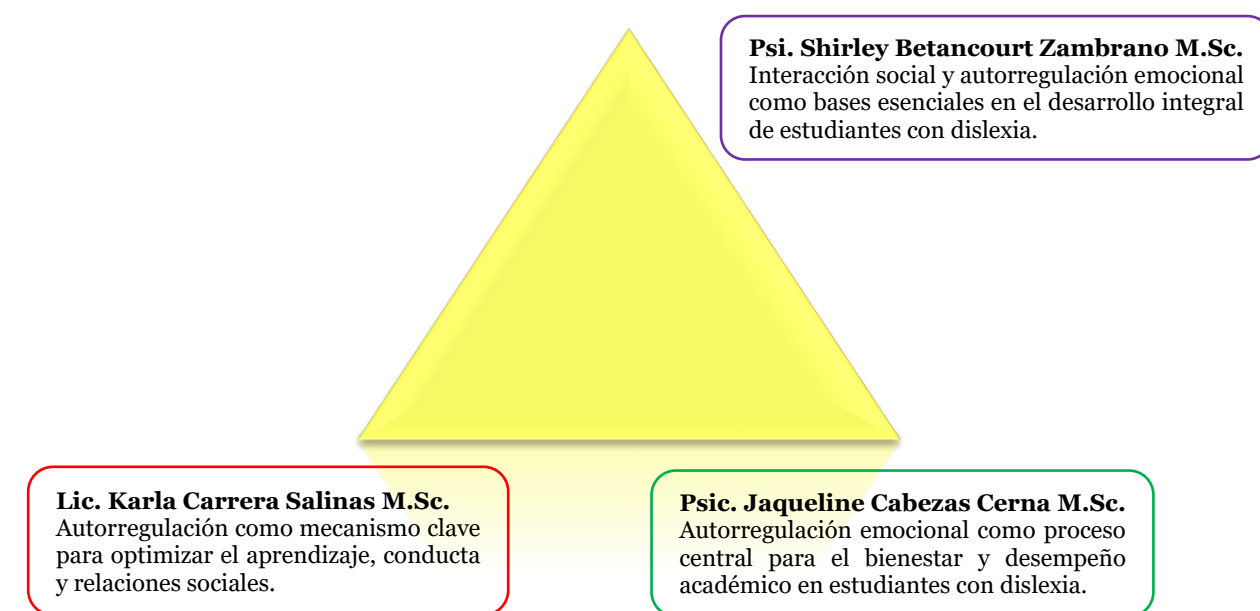 Psi. Shirley Betancourt Zambrano M.Sc.
Interacción social y autorregulación emocional
como bases esenciales en el desarrollo integral
de estudiantes con dislexia.
Lic. Karla Carrera Salinas M.Sc.
Autorregulación como mecanismo clave
para optimizar el aprendizaje, conducta
y relaciones sociales.
Psic. Jaqueline Cabezas Cerna M.Sc.
Autorregulación emocional como proceso
central para el bienestar y desempeño
académico en estudiantes con dislexia.